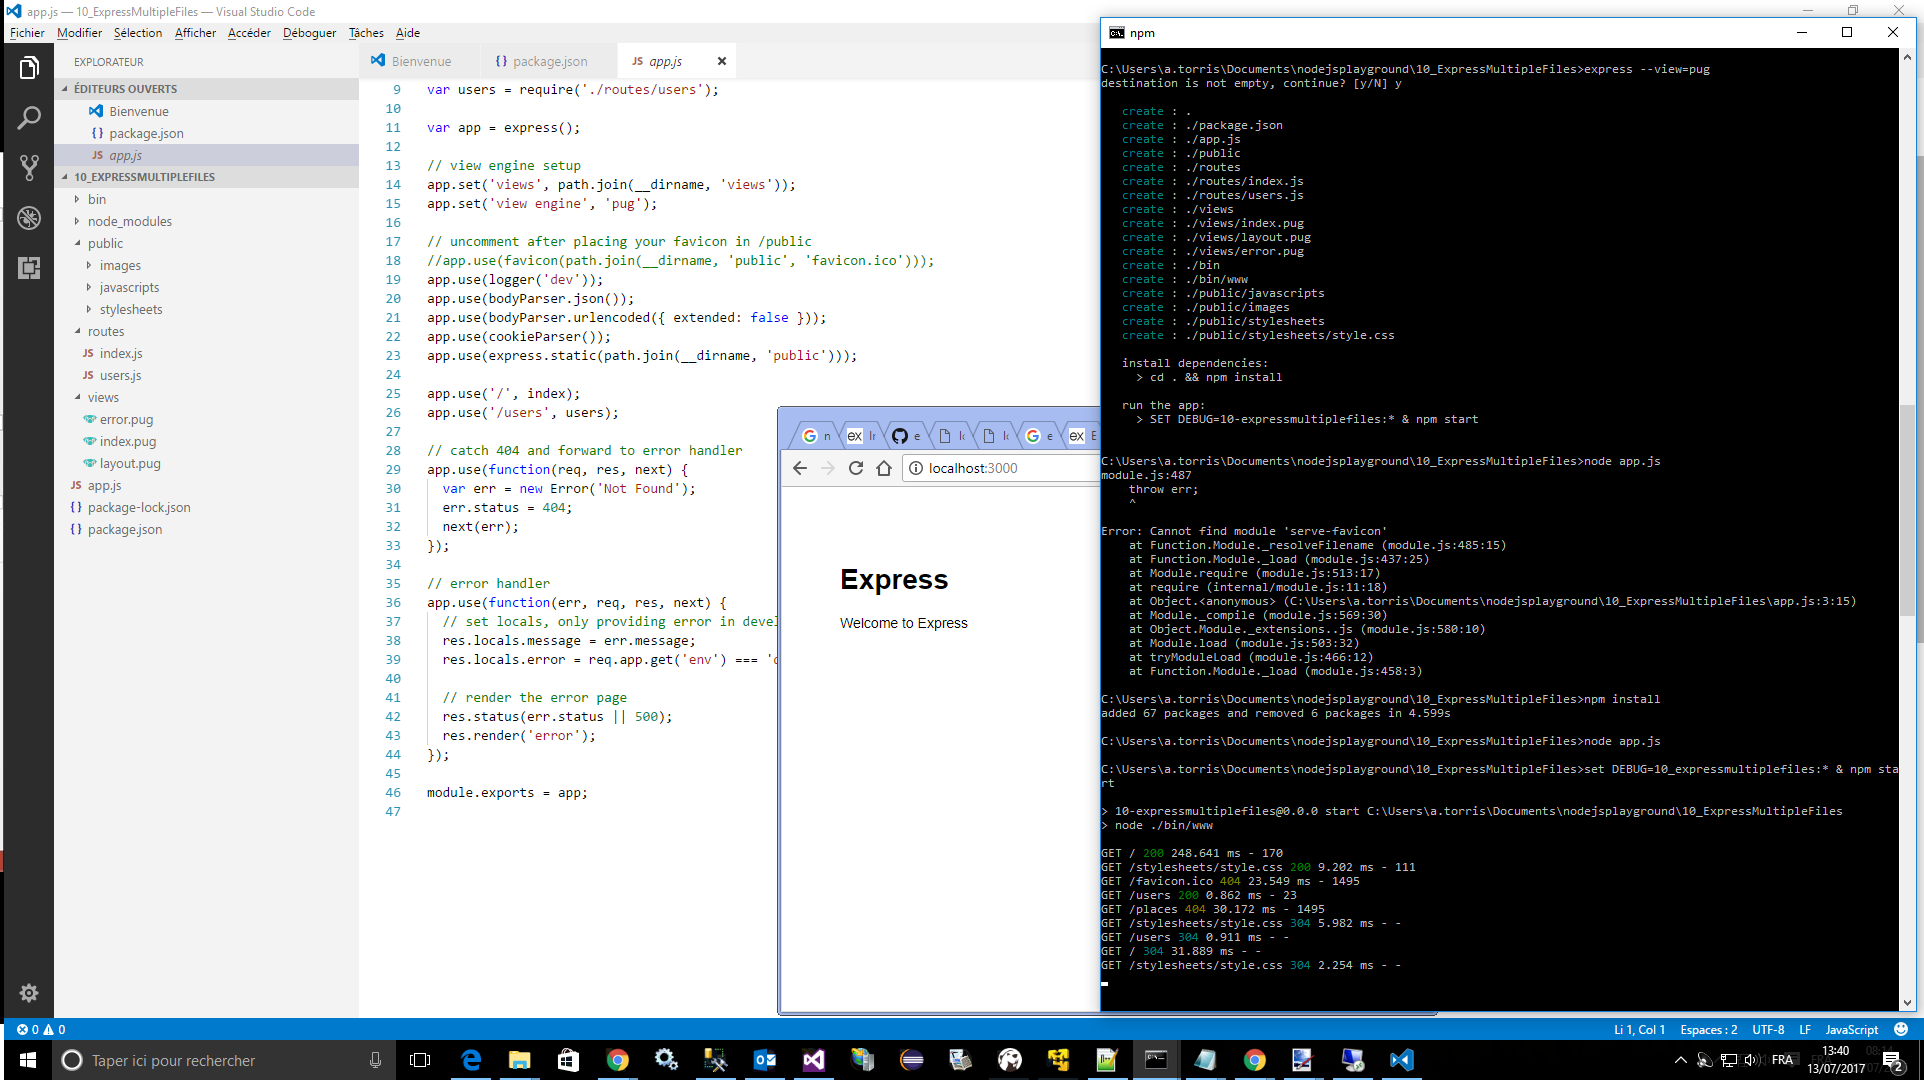 app.js — 10_ExpressMultipleFiles — Visual Studio Code
Fichier Modifier Sélection Afficher Accéder Déboguer Tâches Aide
EXPLORATEUR
ÉDITEURS OUVERTS
Bienvenue
{} package.json
JS app.js
10_EXPRESSMULTIPLEFILES
bin
node_modules
public
images
javascripts
stylesheets
routes
JS index.js
JS users.js
views
error.pug
index.pug
layout.pug
JS app.js
{} package-lock.json
{} package.json
Bienvenue {} package.json JS app.js
9 var users = require('./routes/users');
10
11 var app = express();
12
13 // view engine setup
14 app.set('views', path.join(__dirname, 'views'));
15 app.set('view engine', 'pug');
16
17 // uncomment after placing your favicon in /public
18 //app.use(favicon(path.join(__dirname, 'public', 'favicon.ico')));
19 app.use(logger('dev'));
20 app.use(bodyParser.json());
21 app.use(bodyParser.urlencoded({ extended: false }));
22 app.use(cookieParser());
23 app.use(express.static(path.join(__dirname, 'public')));
24
25 app.use('/', index);
26 app.use('/users', users);
27
28 // catch 404 and forward to error handler
29 app.use(function(req, res, next) {
30 var err = new Error('Not Found');
31 err.status = 404;
32 next(err);
33 });
34
35 // error handler
36 app.use(function(err, req, res, next) {
37 // set locals, only providing error in devel
38 res.locals.message = err.message;
39 res.locals.error = req.app.get('env') === 'd
40
41 // render the error page
42 res.status(err.status || 500);
43 res.render('error');
44 });
45
46 module.exports = app;
47
localhost:3000
Express
Welcome to Express
npm
C:\Users\a.torris\Documents\nodejsplayground\10_ExpressMultipleFiles>express --view=pug
destination is not empty, continue? [y/N] y
create : .
create : ./package.json
create : ./app.js
create : ./public
create : ./routes
create : ./routes/index.js
create : ./routes/users.js
create : ./views
create : ./views/index.pug
create : ./views/layout.pug
create : ./views/error.pug
create : ./bin
create : ./bin/www
create : ./public/javascripts
create : ./public/images
create : ./public/stylesheets
create : ./public/stylesheets/style.css
install dependencies:
> cd . && npm install
run the app:
> SET DEBUG=10-expressmultiplefiles:* & npm start
C:\Users\a.torris\Documents\nodejsplayground\10_ExpressMultipleFiles>node app.js
module.js:487
throw err;
^
Error: Cannot find module 'serve-favicon'
at Function.Module._resolveFilename (module.js:485:15)
at Function.Module._load (module.js:437:25)
at Module.require (module.js:513:17)
at require (internal/module.js:11:18)
at Object.<anonymous> (C:\Users\a.torris\Documents\nodejsplayground\10_ExpressMultipleFiles\app.js:3:15)
at Module._compile (module.js:569:30)
at Object.Module._extensions..js (module.js:580:10)
at Module.load (module.js:503:32)
at tryModuleLoad (module.js:466:12)
at Function.Module._load (module.js:458:3)
C:\Users\a.torris\Documents\nodejsplayground\10_ExpressMultipleFiles>npm install
added 67 packages and removed 6 packages in 4.599s
C:\Users\a.torris\Documents\nodejsplayground\10_ExpressMultipleFiles>node app.js
C:\Users\a.torris\Documents\nodejsplayground\10_ExpressMultipleFiles>set DEBUG=10_expressmultiplefiles:* & npm sta
rt
> 10-expressmultiplefiles@0.0.0 start C:\Users\a.torris\Documents\nodejsplayground\10_ExpressMultipleFiles
> node ./bin/www
GET / 200 248.641 ms - 170
GET /stylesheets/style.css 200 9.202 ms - 111
GET /favicon.ico 404 23.549 ms - 1495
GET /users 200 0.862 ms - 23
GET /places 404 30.172 ms - 1495
GET /stylesheets/style.css 304 5.982 ms - -
GET /users 304 0.911 ms - -
GET / 304 31.889 ms - -
GET /stylesheets/style.css 304 2.254 ms - -
0 0
Li 1, Col 1 Espaces : 2 UTF-8 LF JavaScript
Taper ici pour rechercher
FRA
13:40
13/07/2017
2